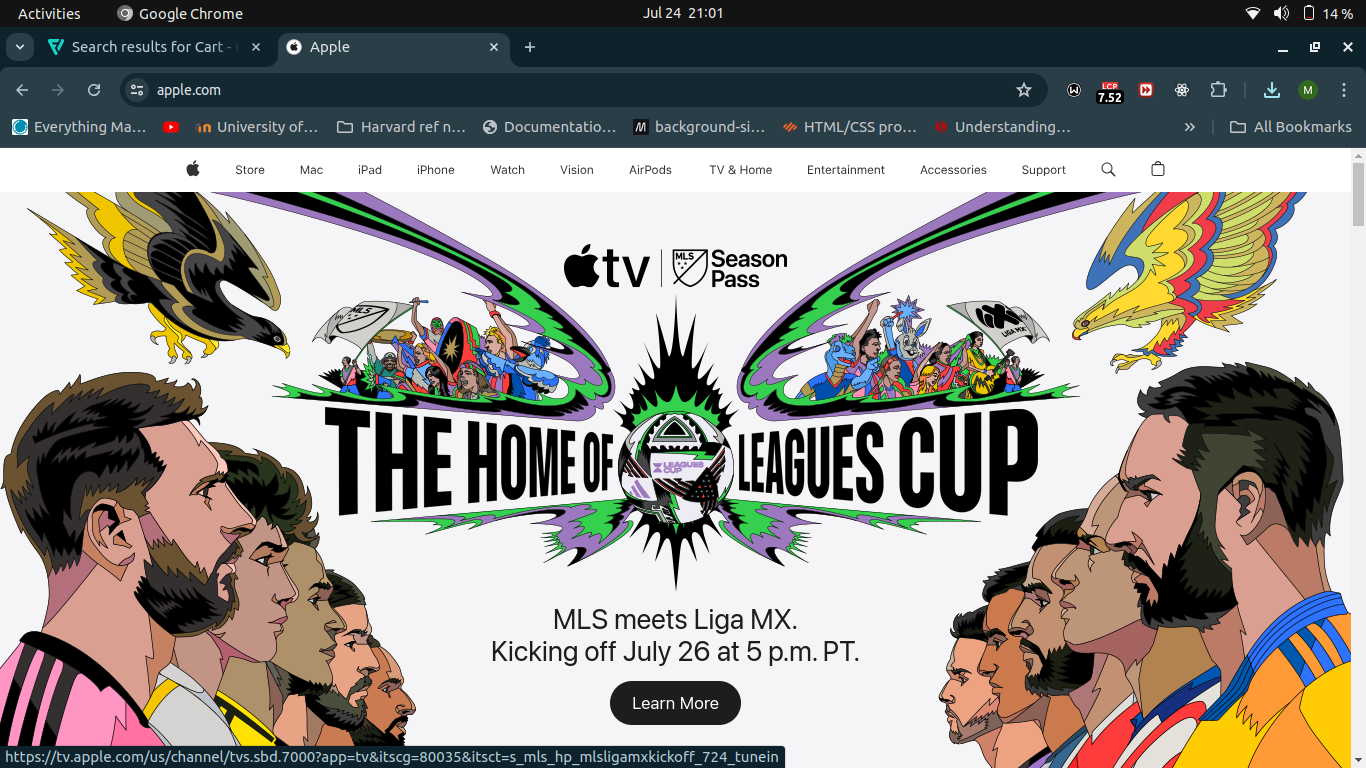 Activities
Google Chrome
Jul 24 21:01
14 %
Search results for Cart -
Apple
apple.com
LCP
7.52
M
Everything Ma...
University of...
Harvard ref n...
Documentatio...
background-si...
HTML/CSS pro...
Understanding...
All Bookmarks
Store
Mac
iPad
iPhone
Watch
Vision
AirPods
TV & Home
Entertainment
Accessories
Support
tv
MLS
Season
Pass
MLS
LIGA MX
THE HOME OF
LEAGUES CUP
LEAGUES
CUP
MLS meets Liga MX.
Kicking off July 26 at 5 p.m. PT.
Learn More
https://tv.apple.com/us/channel/tvs.sbd.7000?app=tv&itscg=80035&itsct=s_mls_hp_mlsligamxkickoff_724_tunein